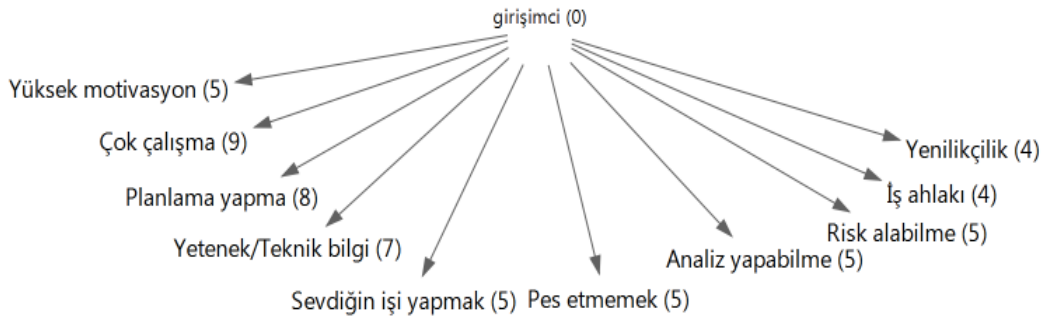 girişimci (0)
Yüksek motivasyon (5)
Çok çalışma (9)
Planlama yapma (8)
Yetenek/Teknik bilgi (7)
Sevdiğin işi yapmak (5)
Pes etmemek (5)
Analiz yapabilme (5)
Risk alabilme (5)
İş ahlakı (4)
Yenilikçilik (4)